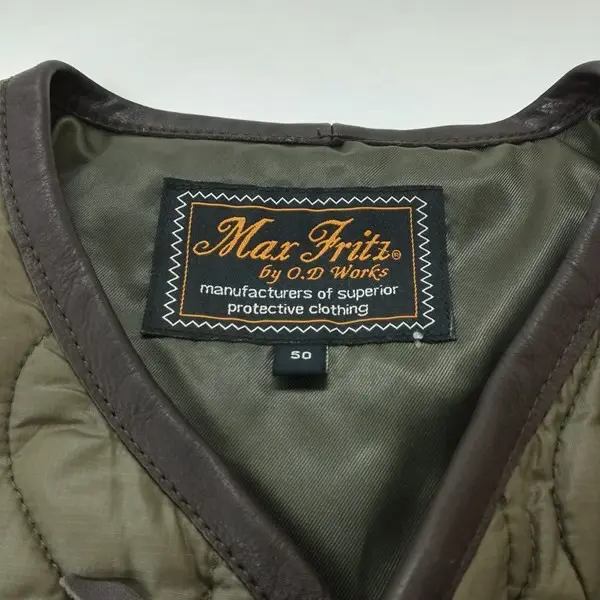 Max Fritz®
by O.D Works
manufacturers of superior
protective clothing
50